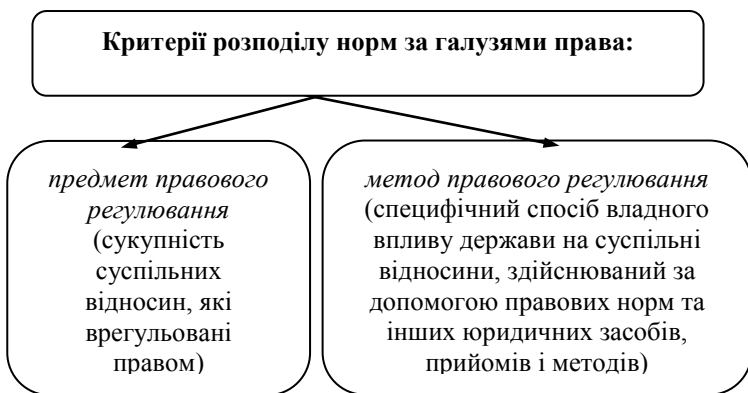 Критерії розподілу норм за галузями права:
предмет правового
регулювання
(сукупність
суспільних
відносин, які
врегульовані
правом)
метод правового регулювання
(специфічний спосіб владного
впливу держави на суспільні
відносини, здійснюваний за
допомогою правових норм та
інших юридичних засобів,
прийомів і методів)